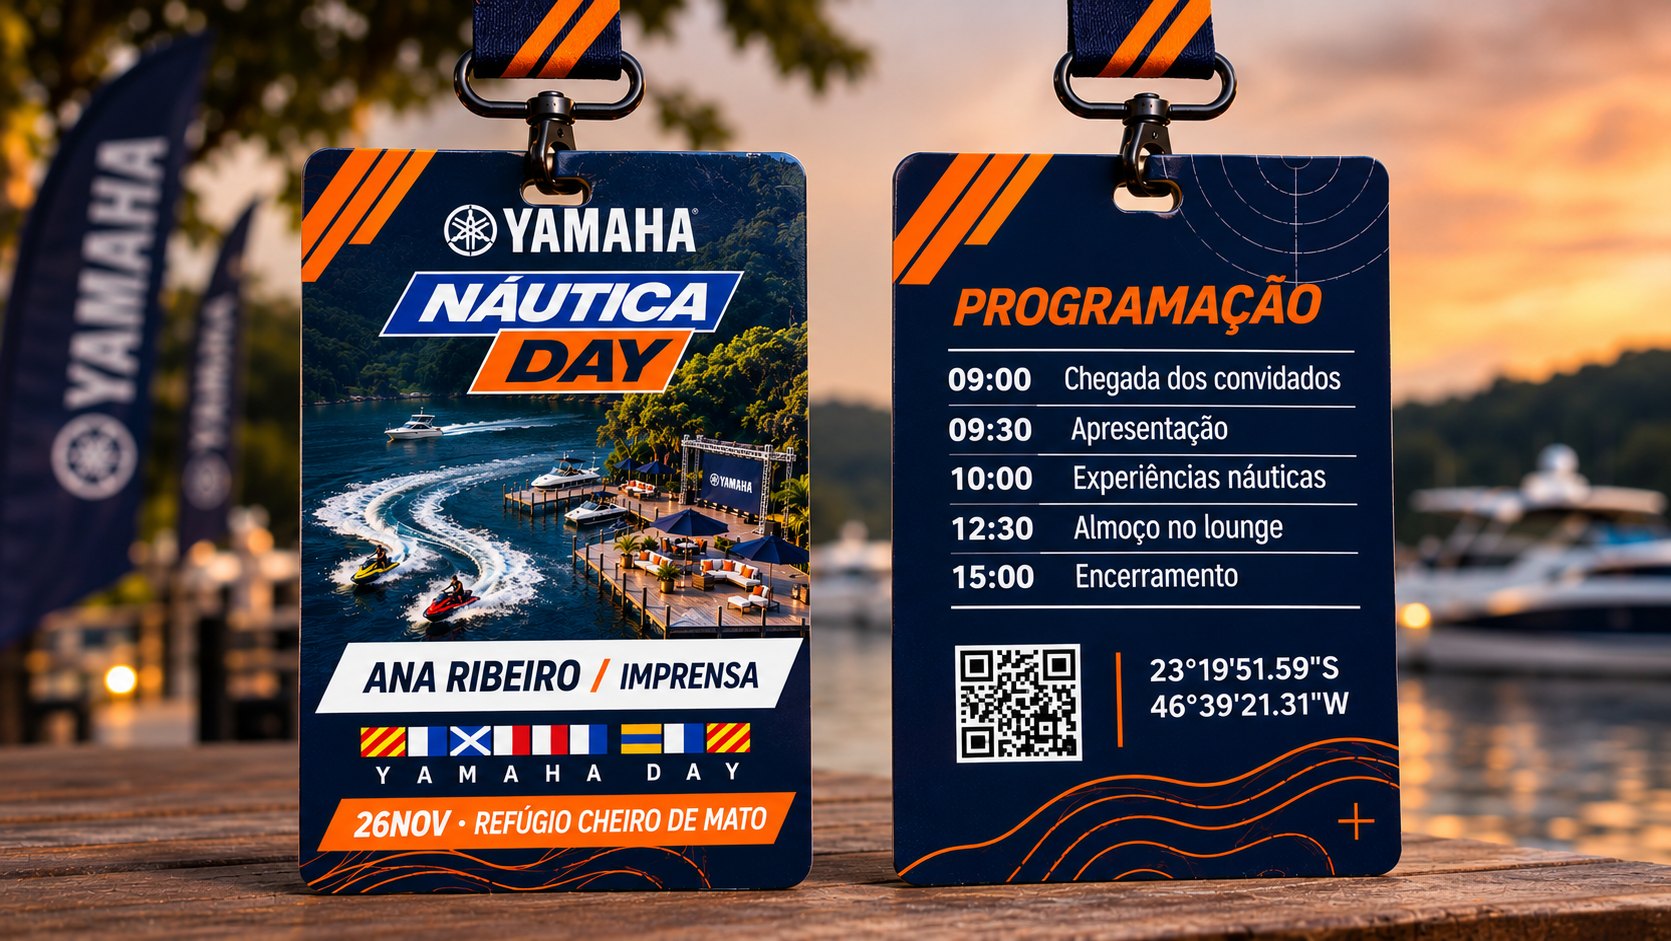 YAMAHA
YAMAHA
YAMAHA
NÁUTICA
DAY
YAMAHA
ANA RIBEIRO / IMPRENSA
YAMAHA DAY
26NOV · REFÚGIO CHEIRO DE MATO
PROGRAMAÇÃO
09:00 Chegada dos convidados
09:30 Apresentação
10:00 Experiências náuticas
12:30 Almoço no lounge
15:00 Encerramento
23°19'51.59"S
46°39'21.31"W